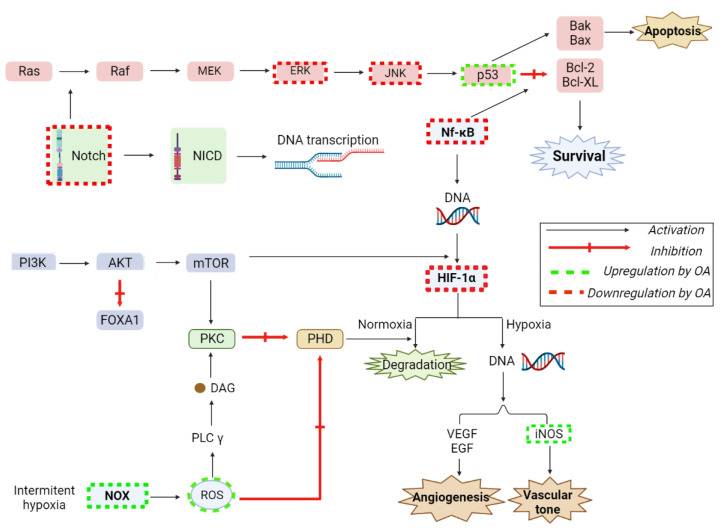 Bak
Bax
Apoptosis
Ras
Raf
MEK
ERK
JNK
p53
Bcl-2
Bcl-XL
Notch
NICD
DNA transcription
Nf-κB
Survival
DNA
Activation
Inhibition
Upregulation by OA
Downregulation by OA
PI3K
AKT
mTOR
HIF-1α
FOXA1
Normoxia
Hypoxia
PKC
PHD
Degradation
DNA
DAG
PLC γ
VEGF
EGF
iNOS
Intermitent
hypoxia
NOX
ROS
Angiogenesis
Vascular
tone